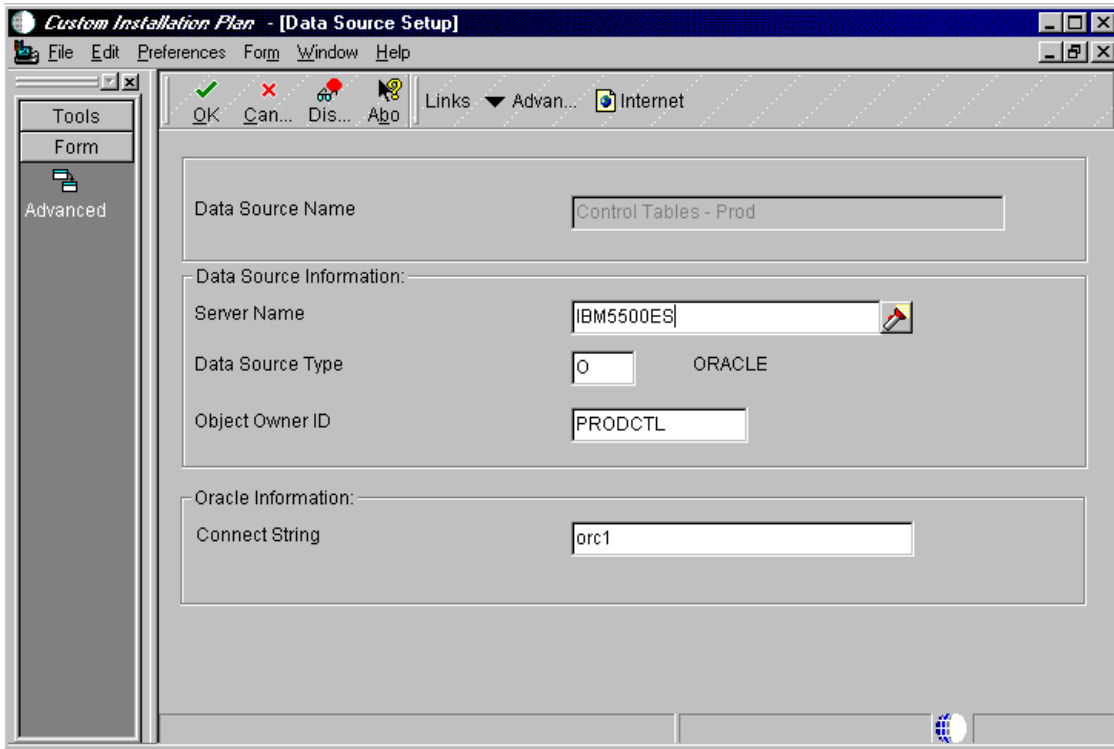 Custom Installation Plan - [Data Source Setup]
File Edit Preferences Form Window Help
Tools
Form
Advanced
OK Can... Dis... Abo Links Advan... Internet
Data Source Name Control Tables - Prod
Data Source Information:
Server Name IBM5500ES
Data Source Type O ORACLE
Object Owner ID PRODCTL
Oracle Information:
Connect String orc1